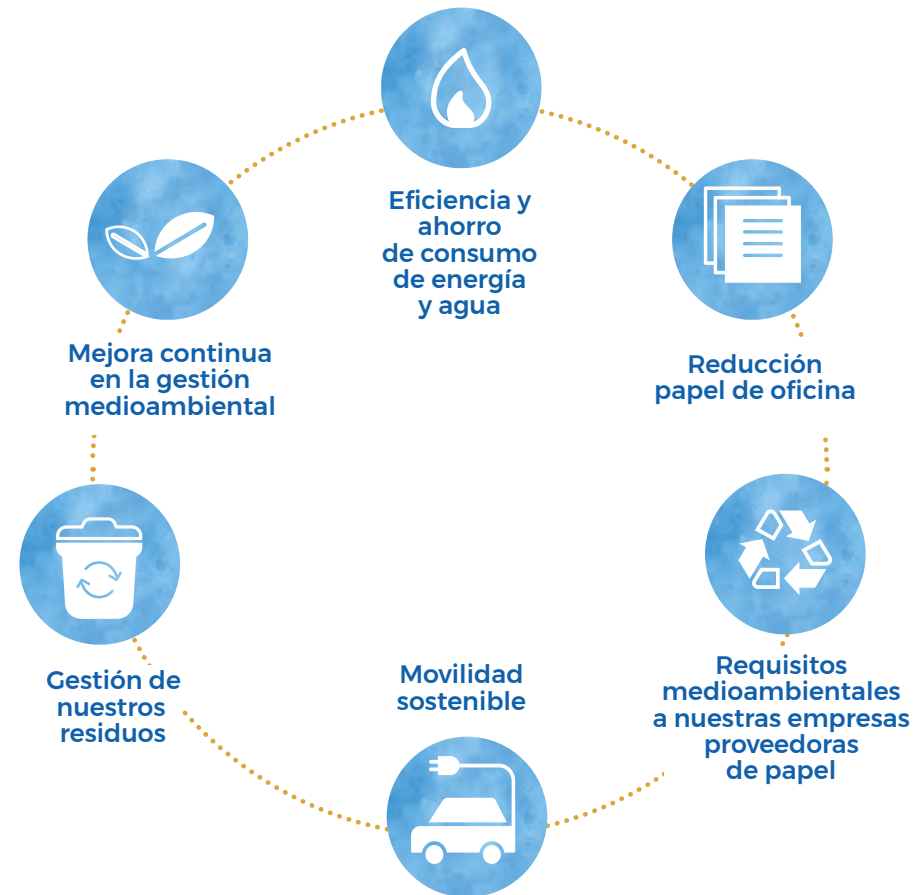 Eficiencia y
ahorro
de consumo
de energía
y agua
Reducción
papel de oficina
Requisitos
medioambientales
a nuestras empresas
proveedoras
de papel
Movilidad
sostenible
Gestión de
nuestros
residuos
Mejora continua
en la gestión
medioambiental